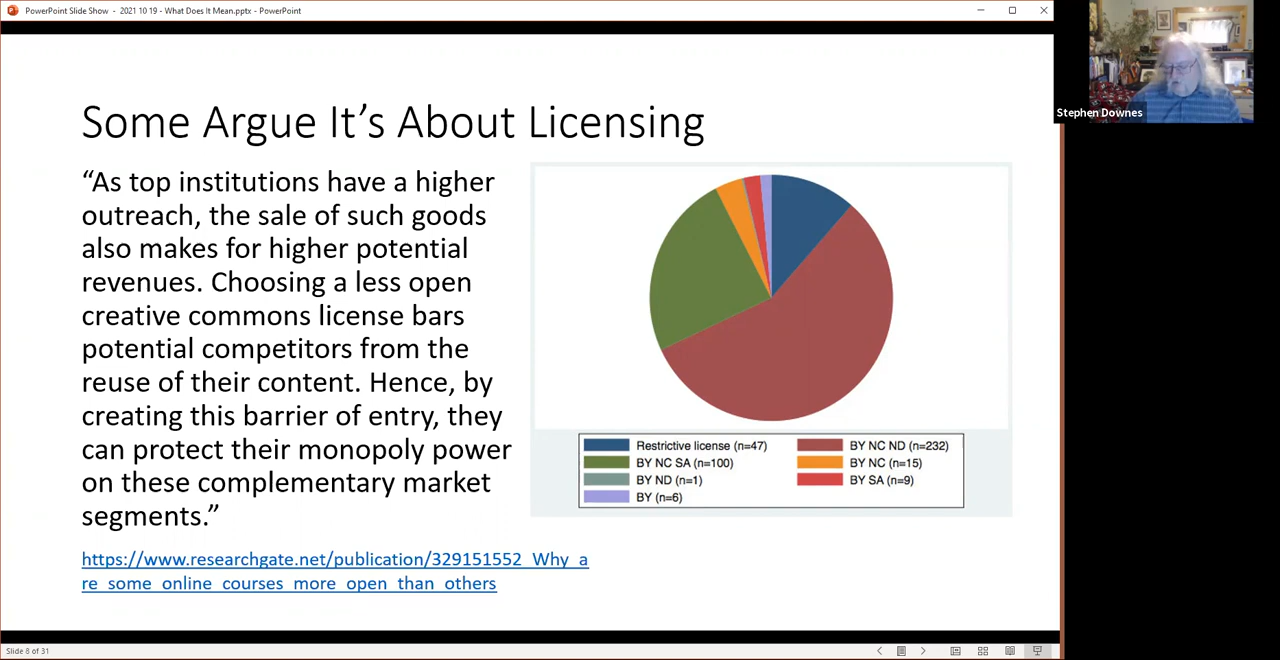 PowerPoint Slide Show - 2021 10 19 - What Does It Mean.pptx - PowerPoint
Stephen Downes
Some Argue It’s About Licensing
“As top institutions have a higher
outreach, the sale of such goods
also makes for higher potential
revenues. Choosing a less open
creative commons license bars
potential competitors from the
reuse of their content. Hence, by
creating this barrier of entry, they
can protect their monopoly power
on these complementary market
segments.”
https://www.researchgate.net/publication/329151552_Why_a
re_some_online_courses_more_open_than_others
Restrictive license (n=47)
BY NC ND (n=232)
BY NC SA (n=100)
BY NC (n=15)
BY ND (n=1)
BY SA (n=9)
BY (n=6)
Slide 8 of 31